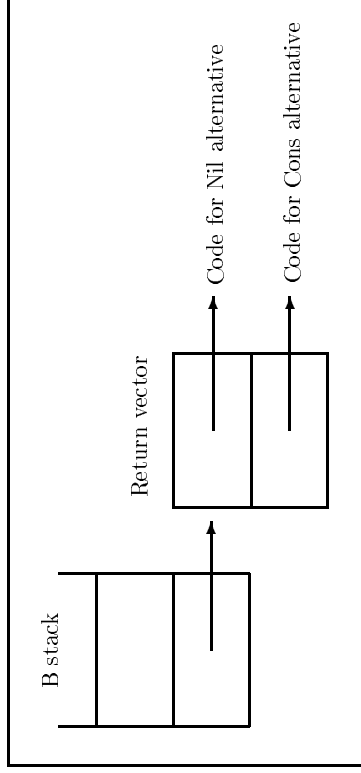 B stack
Return vector
Code for Nil alternative
Code for Cons alternative